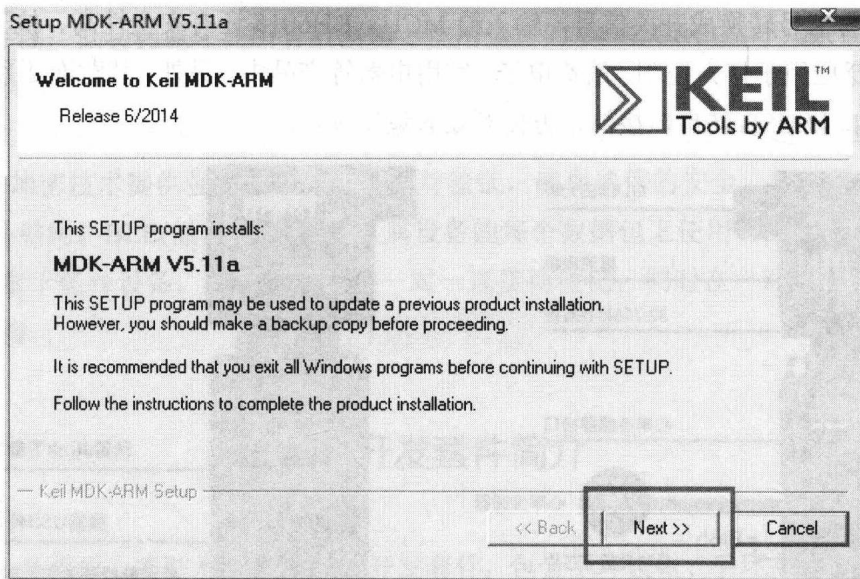 Setup MDK-ARM V5.11a
Welcome to Keil MDK-ARM
Release 6/2014
KEIL™
Tools by ARM
This SETUP program installs:
MDK-ARM V5.11a
This SETUP program may be used to update a previous product installation.
However, you should make a backup copy before proceeding.
It is recommended that you exit all Windows programs before continuing with SETUP.
Follow the instructions to complete the product installation.
Keil MDK-ARM Setup
<< Back
Next >>
Cancel